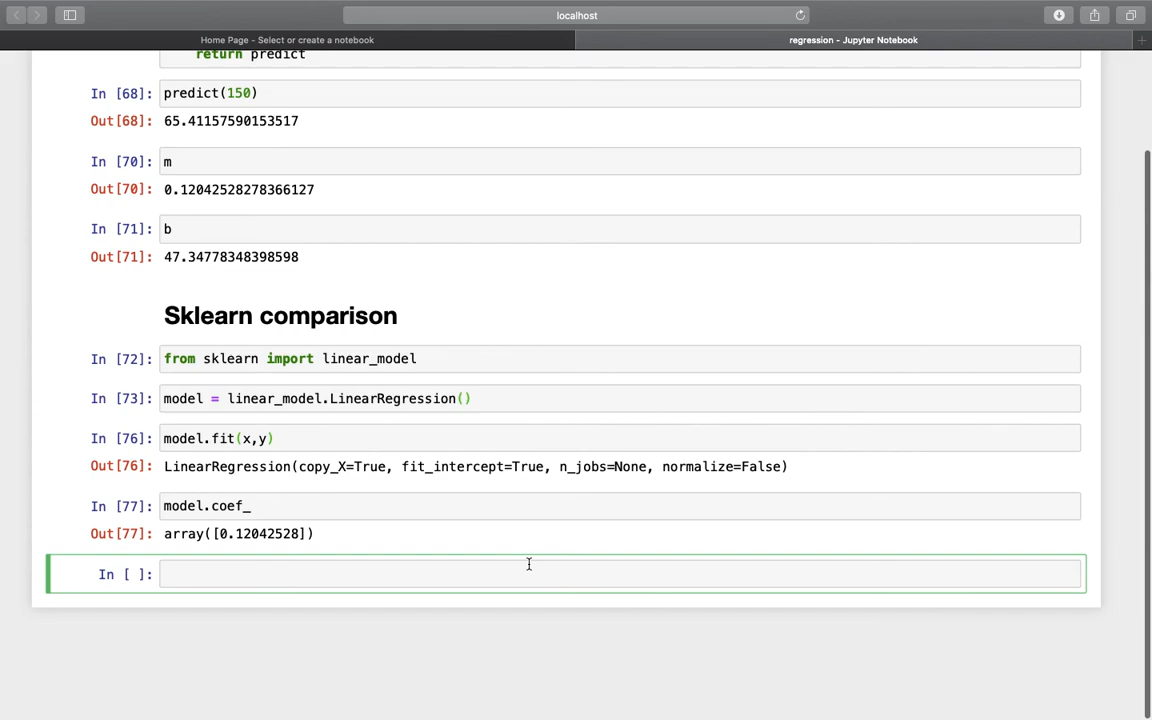 localhost
Home Page - Select or create a notebook
regression - Jupyter Notebook
return predict
In [68]: predict(150)
Out[68]: 65.41157590153517
In [70]: m
Out[70]: 0.12042528278366127
In [71]: b
Out[71]: 47.34778348398598
Sklearn comparison
In [72]: from sklearn import linear_model
In [73]: model = linear_model.LinearRegression()
In [76]: model.fit(x,y)
Out[76]: LinearRegression(copy_X=True, fit_intercept=True, n_jobs=None, normalize=False)
In [77]: model.coef_
Out[77]: array([0.12042528])
In [ ]: